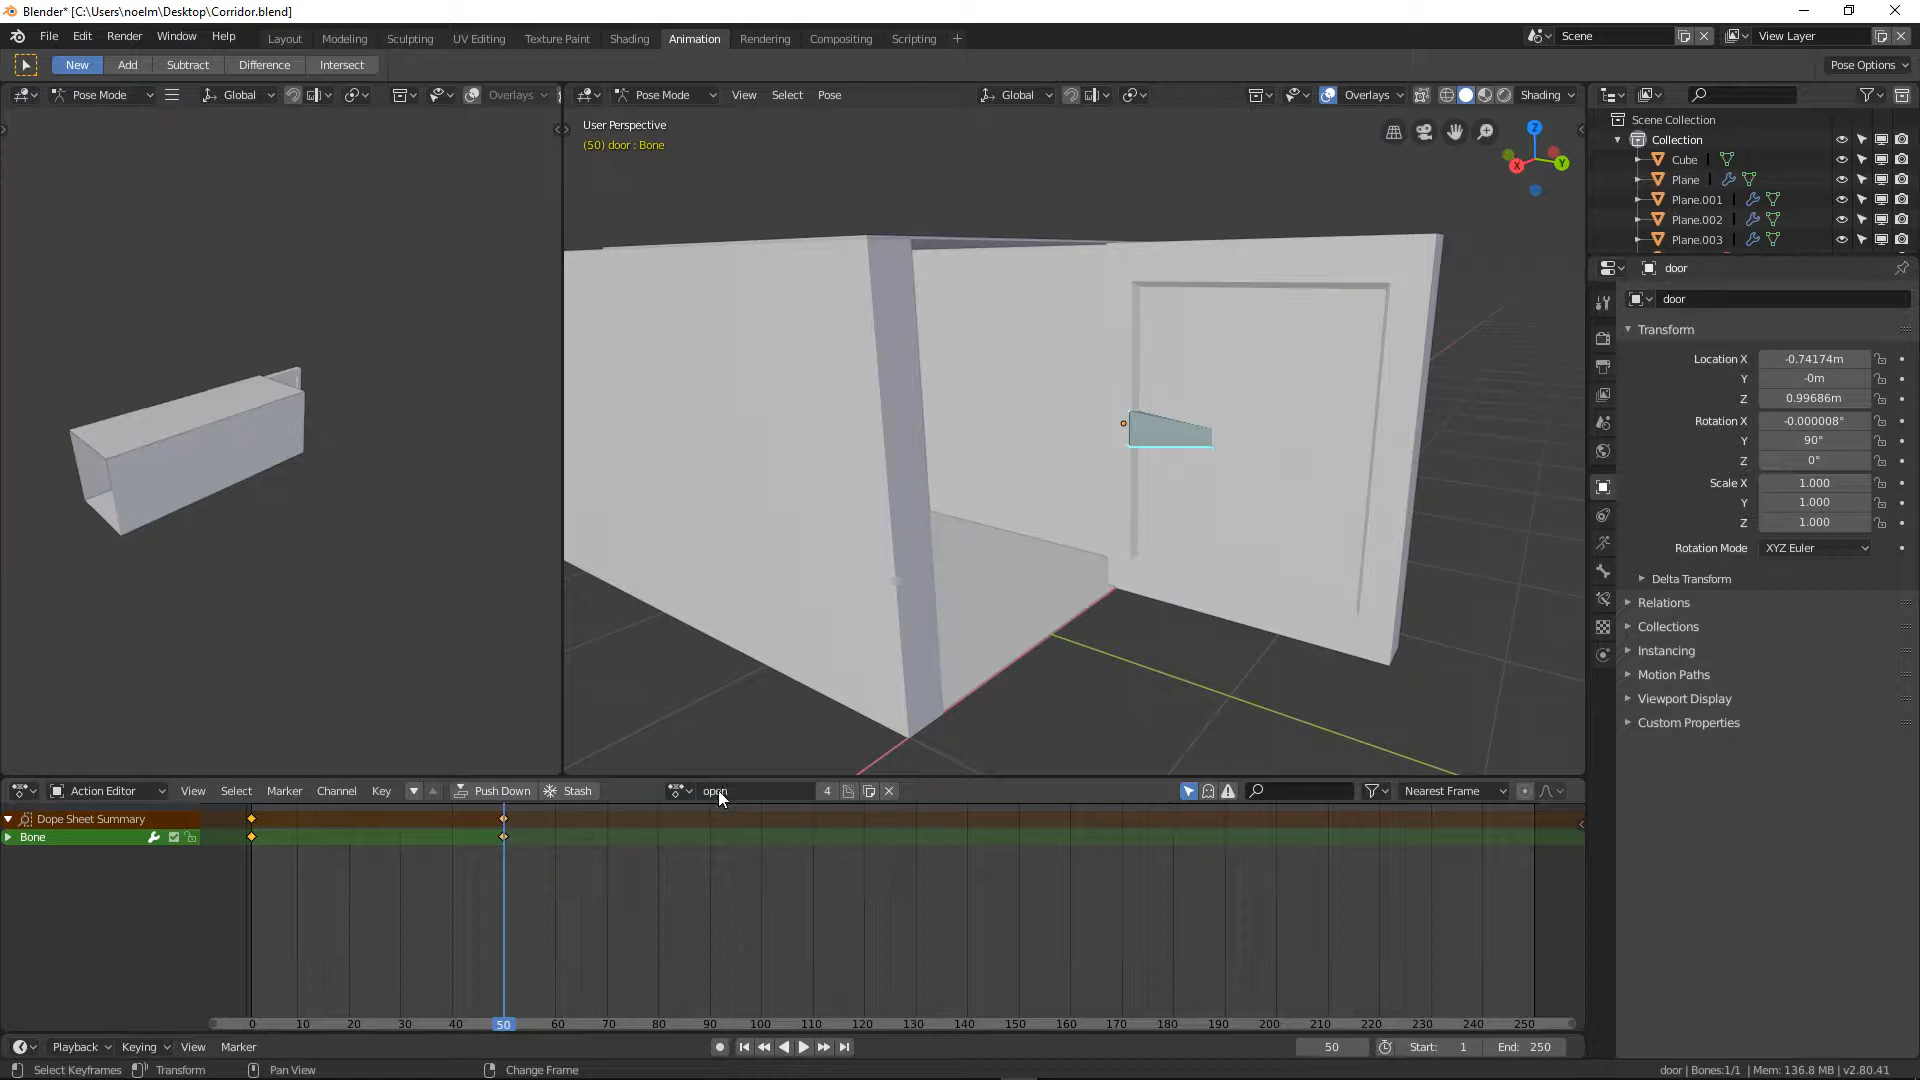 Blender* [C:\Users\noelm\Desktop\Corridor.blend]
File Edit Render Window Help Layout Modeling Sculpting UV Editing Texture Paint Shading Animation Rendering Compositing Scripting + Scene View Layer
New Add Subtract Difference Intersect Pose Options
Pose Mode Global Overlays Pose Mode View Select Pose Global Overlays Shading
User Perspective
(50) door : Bone
Z
X
Y
Scene Collection
Collection
Cube
Plane
Plane.001
Plane.002
Plane.003
door
door
Transform
Location X -0.74174m
Y -0m
Z 0.99686m
Rotation X -0.000008°
Y 90°
Z 0°
Scale X 1.000
Y 1.000
Z 1.000
Rotation Mode XYZ Euler
Delta Transform
Relations
Collections
Instancing
Motion Paths
Viewport Display
Custom Properties
Action Editor View Select Marker Channel Key Push Down Stash open 4 Nearest Frame
Dope Sheet Summary
Bone
0 10 20 30 40 50 60 70 80 90 100 110 120 130 140 150 160 170 180 190 200 210 220 230 240 250
Playback Keying View Marker 50 Start: 1 End: 250
Select Keyframes Transform Pan View Change Frame door | Bones:1/1 | Mem: 136.8 MB | v2.80.41